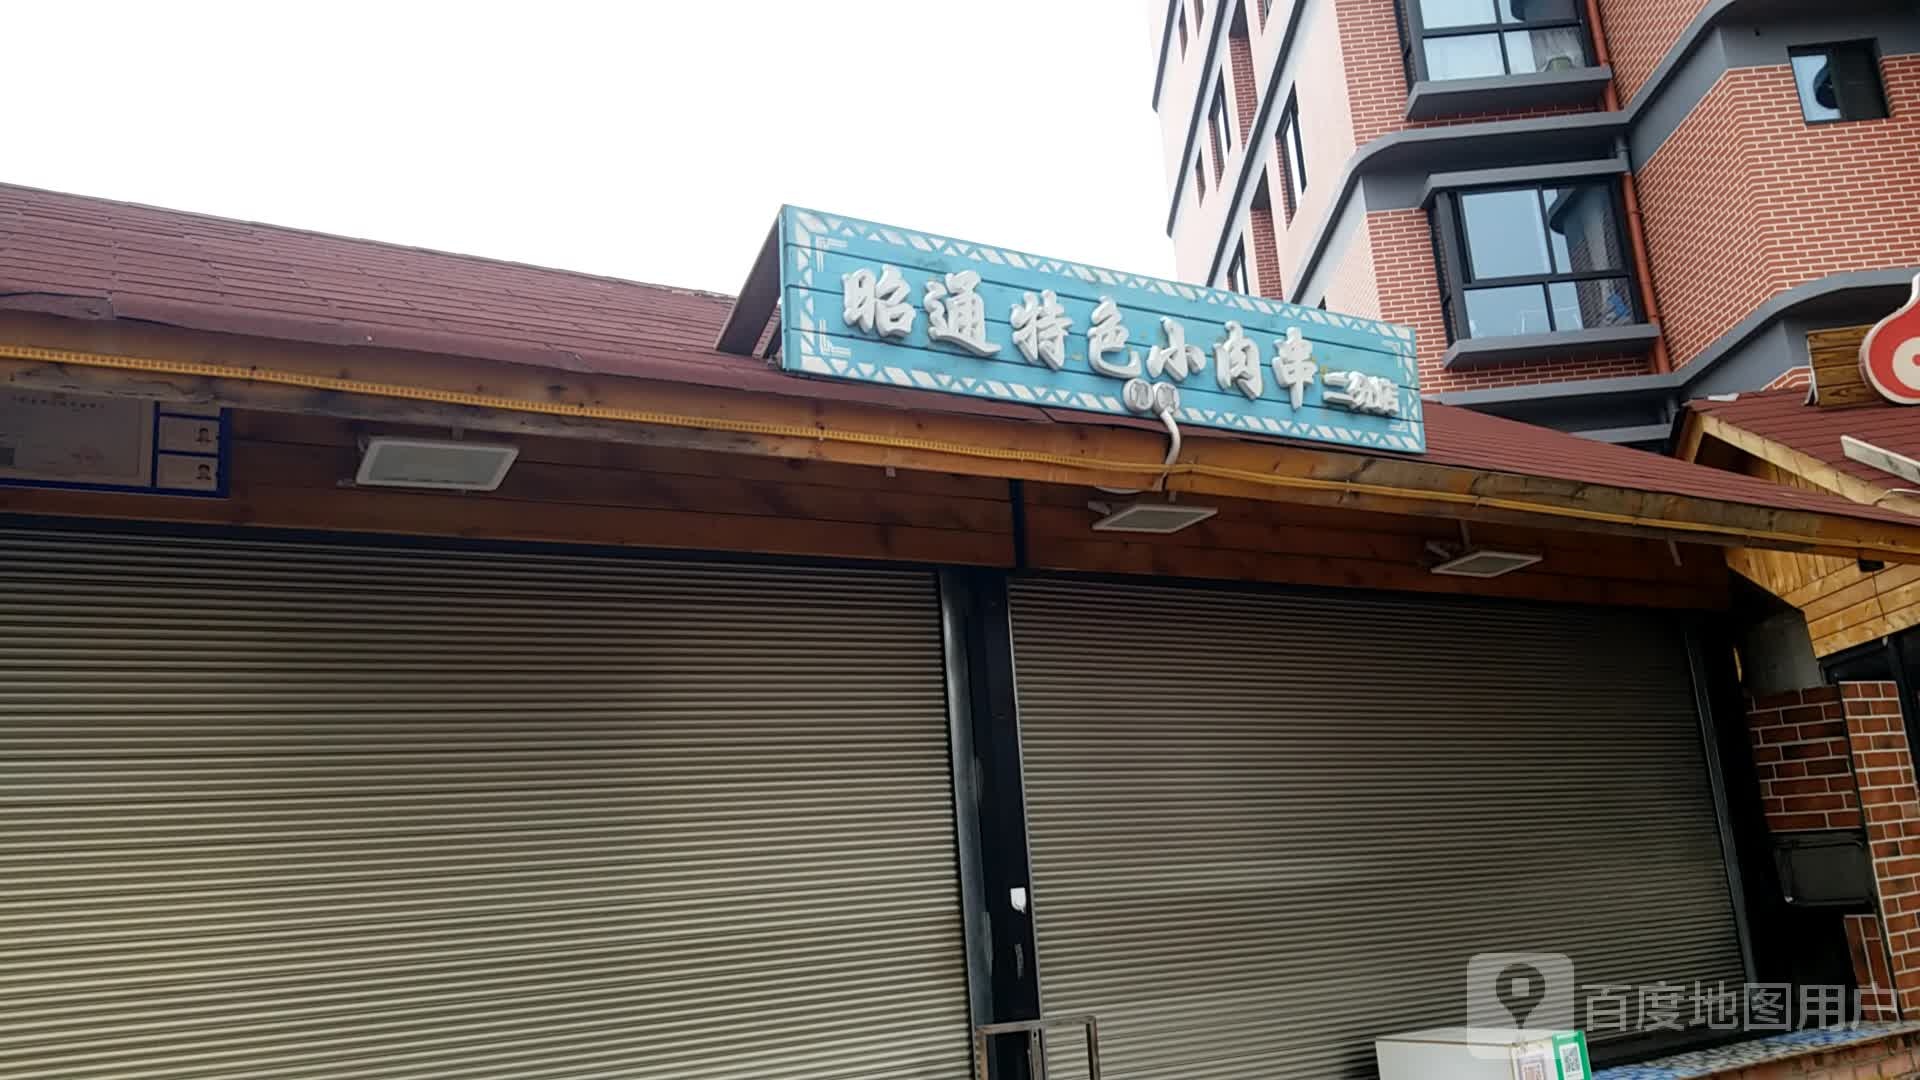 昭通特色小肉串 二分店
百度地图用户